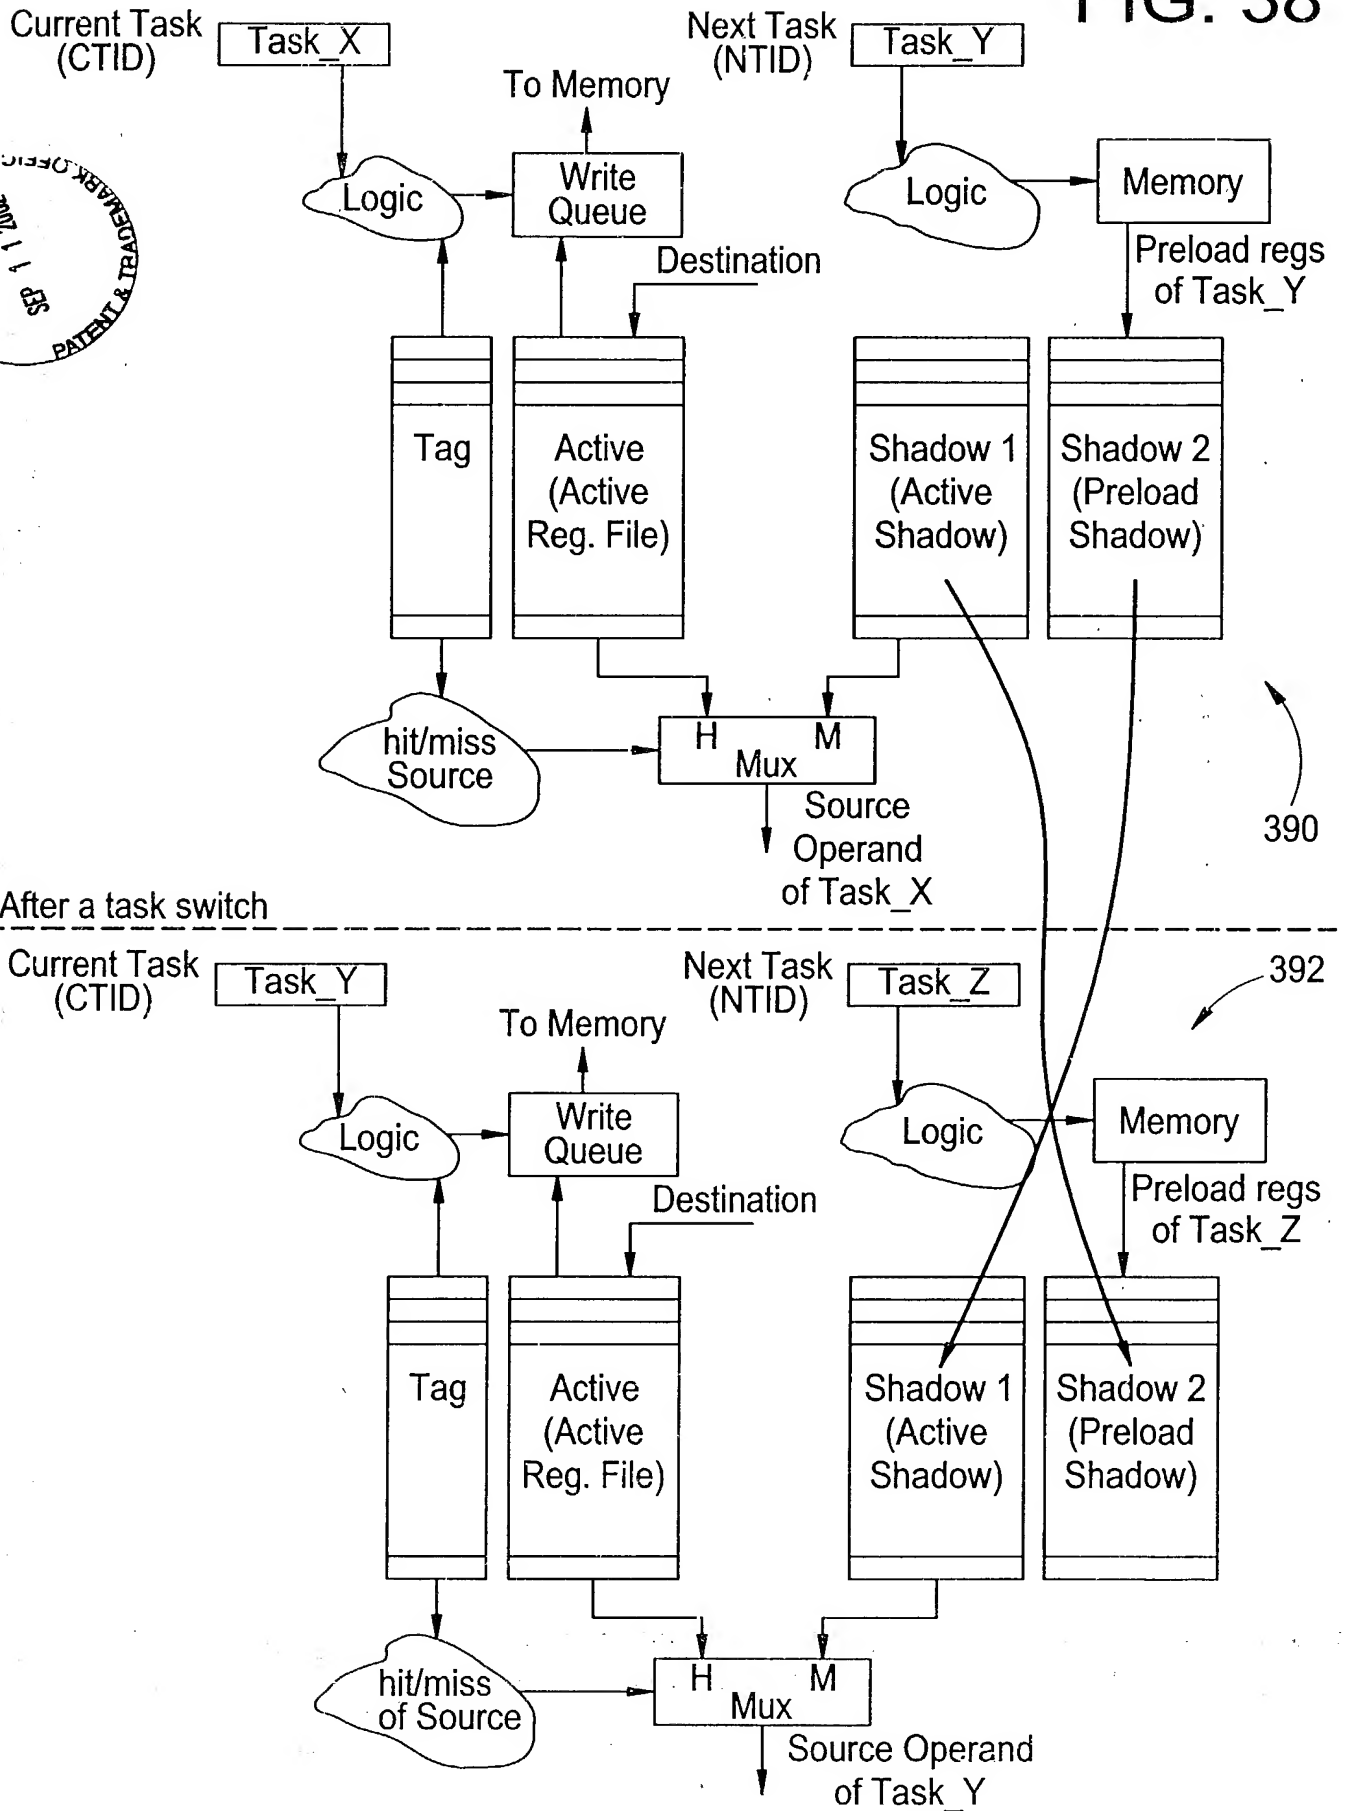 FIG. 38
Current Task
(CTID)
Task_X
Next Task
(NTID)
Task_Y
To Memory
Logic
Write
Queue
Logic
Memory
SEP 11 2002
PATENT & TRADEMARK OFFIC
Destination
Preload regs
of Task_Y
Tag
Active
(Active
Reg. File)
Shadow 1
(Active
Shadow)
Shadow 2
(Preload
Shadow)
hit/miss
Source
H M
Mux
Source
Operand
of Task_X
390
After a task switch
Current Task
(CTID)
Task_Y
Next Task
(NTID)
Task_Z
392
To Memory
Logic
Write
Queue
Logic
Memory
Destination
Preload regs
of Task_Z
Tag
Active
(Active
Reg. File)
Shadow 1
(Active
Shadow)
Shadow 2
(Preload
Shadow)
hit/miss
of Source
H M
Mux
Source Operand
of Task_Y